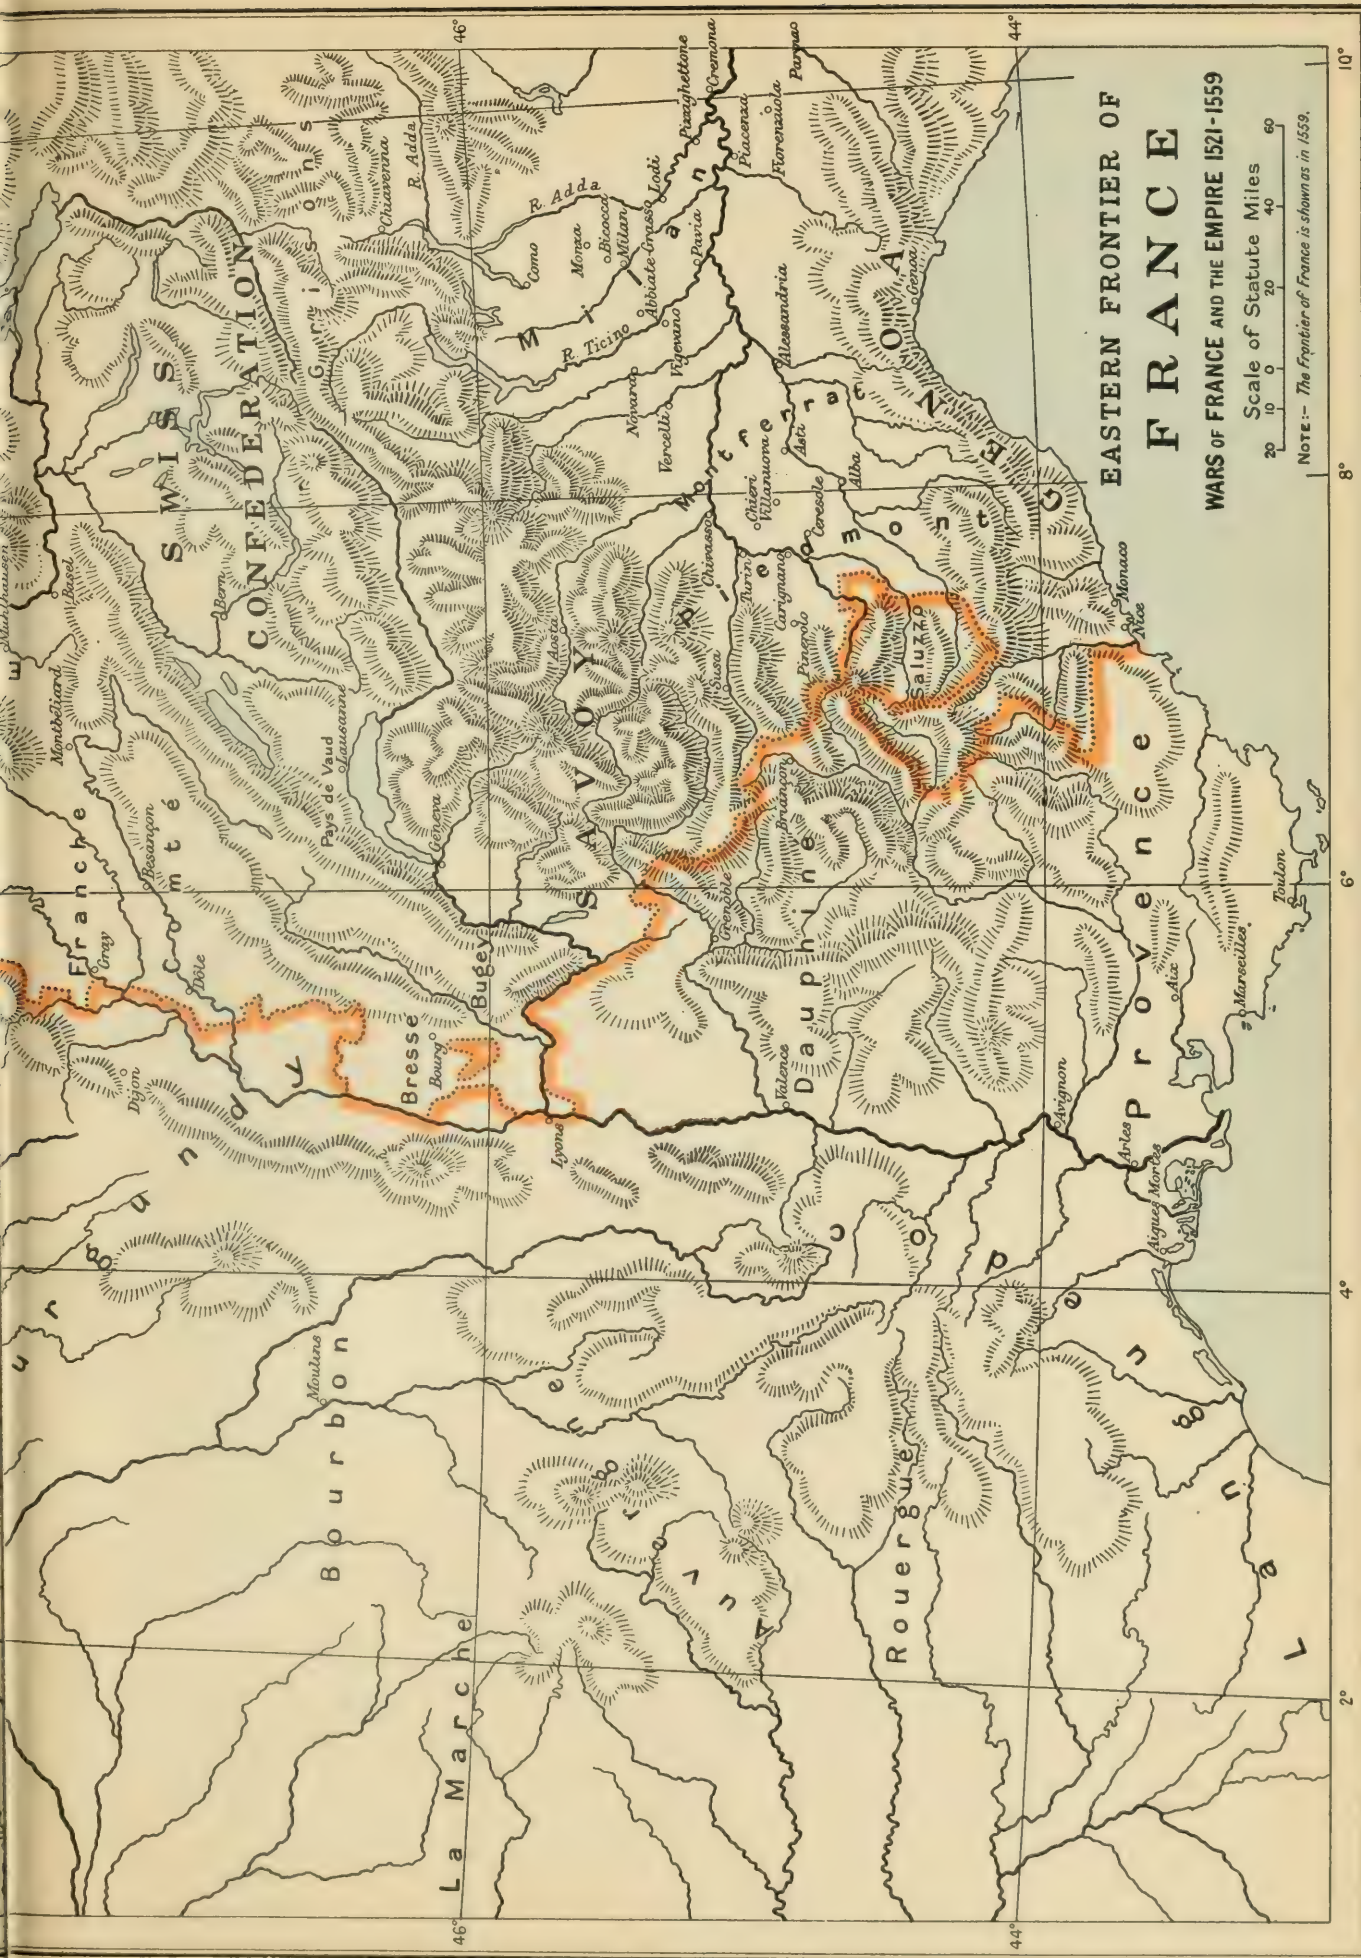 EASTERN FRONTIER OF
FRANCE
WARS OF FRANCE AND THE EMPIRE 1521-1559
Scale of Statute Miles
20 10 0 20 40 60
NOTE:- The Frontier of France is shown as in 1559.
46°
44°
46°
44°
2°
4°
6°
8°
10°
Mulhausen
Basel
Montbéliard
Franche
Comté
Besançon
Gray
Dôle
Dijon
Burgundy
SWISS
CONFEDERATION
Bern
Grisons
Chiavenna
R. Adda
Pays de Vaud
Lausanne
Geneva
Bresse
Bourg
Bugey
Lyons
SAVOY
Aosta
Susa
Moulins
Bourbon
La Marche
Auvergne
Rouergue
Languedoc
Como
R. Adda
Monza
Bicocca
Milan
Abbiate-Grasso
Lodi
Pizzighettone
Cremona
Piacenza
Fiorenzuola
Parma
Pavia
R. Ticino
Vigevano
Novara
Vercelli
Milan
Alessandria
Montferrat
Asti
Alba
Villanuova
Chieri
Ceresole
Chivasso
Turin
Carignano
Pinerolo
Piedmont
Saluzzo
GENOA
Genoa
Monaco
Nice
Briançon
Grenoble
Dauphiné
Valence
Avignon
Provence
Arles
Aigues Mortes
Aix
Marseilles
Toulon